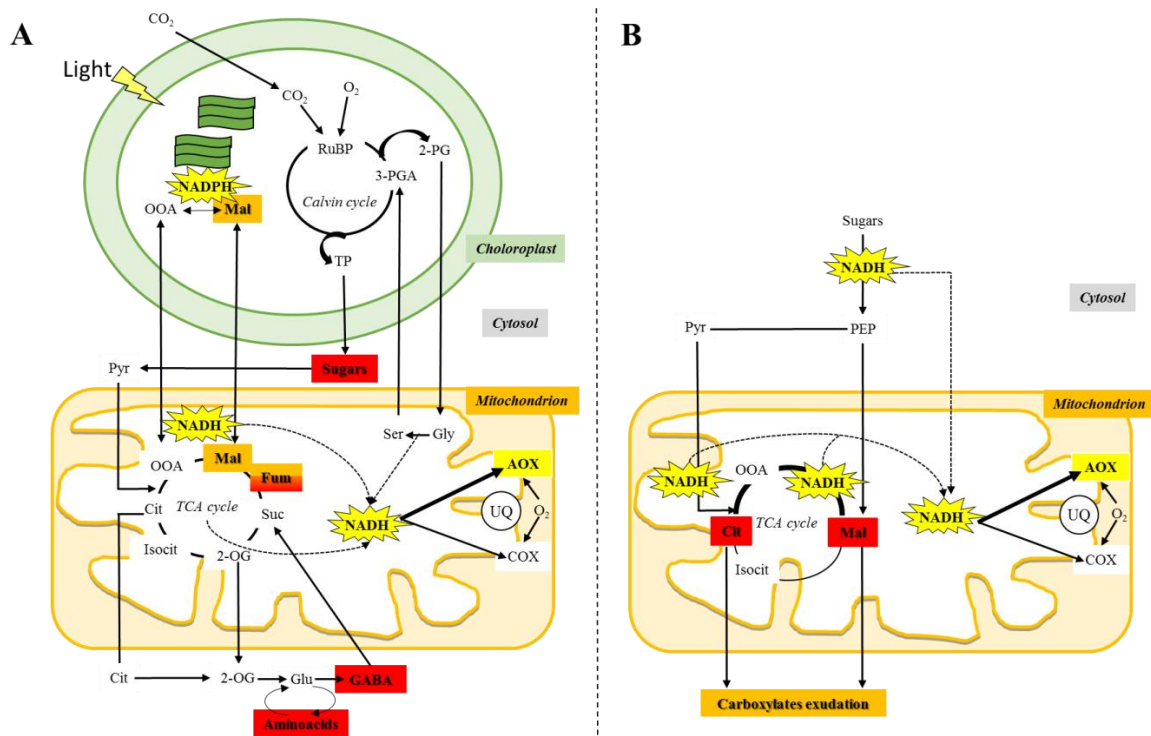 A
CO2
Light
CO2
O2
RuBP
2-PG
3-PGA
NADPH
OOA
Mal
Calvin cycle
TP
Choloroplast
Cytosol
Pyr
Sugars
Mitochondrion
NADH
Ser
Gly
Mal
OOA
Fum
AOX
Cit
TCA cycle
Suc
NADH
UQ
O2
Isocit
2-OG
COX
Cit
2-OG
Glu
GABA
Aminoacids
B
Sugars
NADH
Cytosol
Pyr
PEP
Mitochondrion
NADH
OOA
NADH
AOX
Cit
TCA cycle
Mal
NADH
UQ
O2
Isocit
COX
Carboxylates exudation